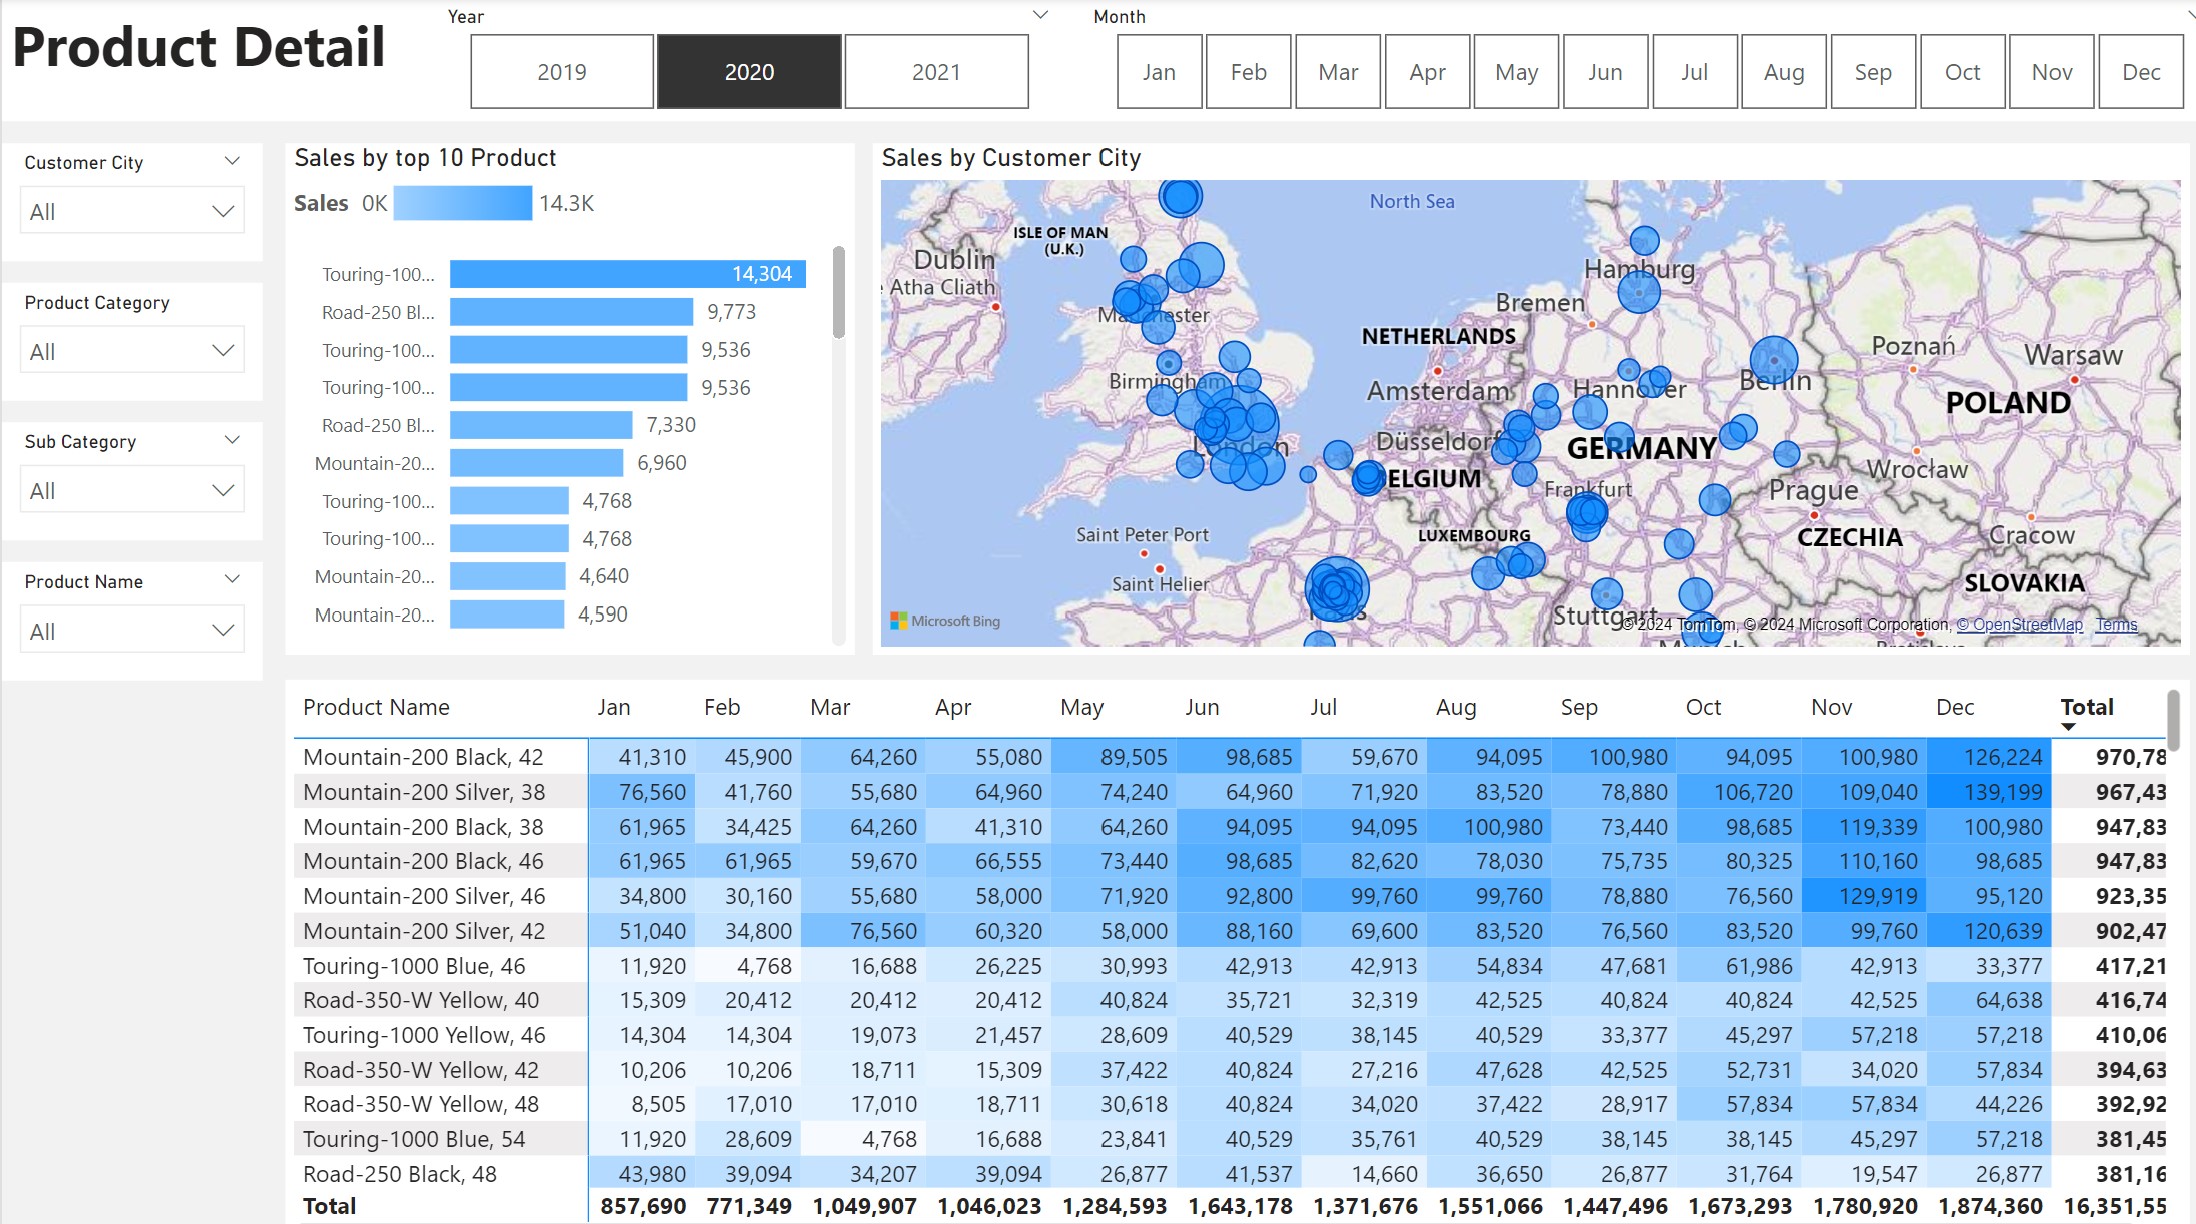 Product Detail
Year
2019 2020 2021
Month
Jan Feb Mar Apr May Jun Jul Aug Sep Oct Nov Dec
Customer City
All
Product Category
All
Sub Category
All
Product Name
All
Sales by top 10 Product
Sales 0K 14.3K
Touring-100... 14,304
Road-250 Bl... 9,773
Touring-100... 9,536
Touring-100... 9,536
Road-250 Bl... 7,330
Mountain-20... 6,960
Touring-100... 4,768
Touring-100... 4,768
Mountain-20... 4,640
Mountain-20... 4,590
Sales by Customer City
North Sea
ISLE OF MAN
(U.K.)
Dublin
Atha Cliath
Hamburg
Bremen
NETHERLANDS
Poznań
Warsaw
Birmingham
Amsterdam
Hannover
Berlin
POLAND
London
Düsseldorf
GERMANY
ELGIUM
Wrocław
Frankfurt
Prague
Saint Peter Port
LUXEMBOURG
CZECHIA
Cracow
Saint Helier
SLOVAKIA
Stuttgart
Microsoft Bing
© 2024 TomTom, © 2024 Microsoft Corporation, © OpenStreetMap Terms
Product Name Jan Feb Mar Apr May Jun Jul Aug Sep Oct Nov Dec Total
Mountain-200 Black, 42 41,310 45,900 64,260 55,080 89,505 98,685 59,670 94,095 100,980 94,095 100,980 126,224 970,78
Mountain-200 Silver, 38 76,560 41,760 55,680 64,960 74,240 64,960 71,920 83,520 78,880 106,720 109,040 139,199 967,43
Mountain-200 Black, 38 61,965 34,425 64,260 41,310 64,260 94,095 94,095 100,980 73,440 98,685 119,339 100,980 947,83
Mountain-200 Black, 46 61,965 61,965 59,670 66,555 73,440 98,685 82,620 78,030 75,735 80,325 110,160 98,685 947,83
Mountain-200 Silver, 46 34,800 30,160 55,680 58,000 71,920 92,800 99,760 99,760 78,880 76,560 129,919 95,120 923,35
Mountain-200 Silver, 42 51,040 34,800 76,560 60,320 58,000 88,160 69,600 83,520 76,560 83,520 99,760 120,639 902,47
Touring-1000 Blue, 46 11,920 4,768 16,688 26,225 30,993 42,913 42,913 54,834 47,681 61,986 42,913 33,377 417,21
Road-350-W Yellow, 40 15,309 20,412 20,412 20,412 40,824 35,721 32,319 42,525 40,824 40,824 42,525 64,638 416,74
Touring-1000 Yellow, 46 14,304 14,304 19,073 21,457 28,609 40,529 38,145 40,529 33,377 45,297 57,218 57,218 410,06
Road-350-W Yellow, 42 10,206 10,206 18,711 15,309 37,422 40,824 27,216 47,628 42,525 52,731 34,020 57,834 394,63
Road-350-W Yellow, 48 8,505 17,010 17,010 18,711 30,618 40,824 34,020 37,422 28,917 57,834 57,834 44,226 392,92
Touring-1000 Blue, 54 11,920 28,609 4,768 16,688 23,841 40,529 35,761 40,529 38,145 38,145 45,297 57,218 381,45
Road-250 Black, 48 43,980 39,094 34,207 39,094 26,877 41,537 14,660 36,650 26,877 31,764 19,547 26,877 381,16
Total 857,690 771,349 1,049,907 1,046,023 1,284,593 1,643,178 1,371,676 1,551,066 1,447,496 1,673,293 1,780,920 1,874,360 16,351,55